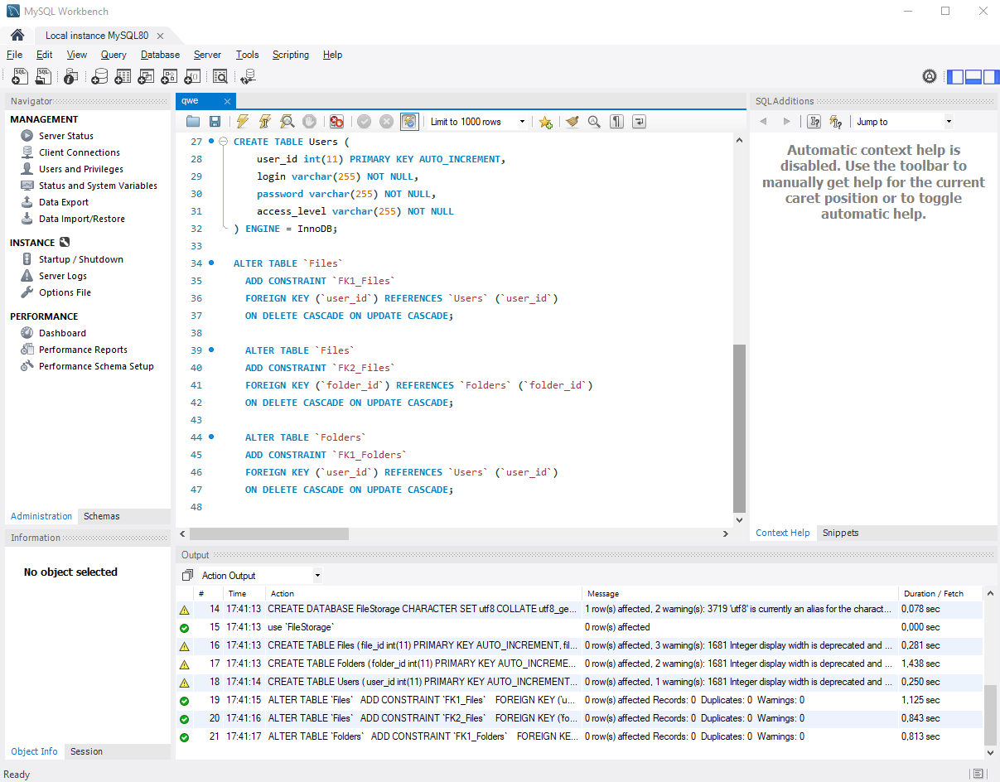 MySQL Workbench
Local instance MySQL80
File Edit View Query Database Server Tools Scripting Help
Navigator
MANAGEMENT
Server Status
Client Connections
Users and Privileges
Status and System Variables
Data Export
Data Import/Restore
INSTANCE
Startup / Shutdown
Server Logs
Options File
PERFORMANCE
Dashboard
Performance Reports
Performance Schema Setup
Administration Schemas
Information
No object selected
Object Info Session
qwe
Limit to 1000 rows
27 CREATE TABLE Users (
28 user_id int(11) PRIMARY KEY AUTO_INCREMENT,
29 login varchar(255) NOT NULL,
30 password varchar(255) NOT NULL,
31 access_level varchar(255) NOT NULL
32 ) ENGINE = InnoDB;
33
34 ALTER TABLE `Files`
35 ADD CONSTRAINT `FK1_Files`
36 FOREIGN KEY (`user_id`) REFERENCES `Users` (`user_id`)
37 ON DELETE CASCADE ON UPDATE CASCADE;
38
39 ALTER TABLE `Files`
40 ADD CONSTRAINT `FK2_Files`
41 FOREIGN KEY (`folder_id`) REFERENCES `Folders` (`folder_id`)
42 ON DELETE CASCADE ON UPDATE CASCADE;
43
44 ALTER TABLE `Folders`
45 ADD CONSTRAINT `FK1_Folders`
46 FOREIGN KEY (`user_id`) REFERENCES `Users` (`user_id`)
47 ON DELETE CASCADE ON UPDATE CASCADE;
48
SQLAdditions
Jump to
Automatic context help is
disabled. Use the toolbar to
manually get help for the current
caret position or to toggle
automatic help.
Context Help Snippets
Output
Action Output
# Time Action Message Duration / Fetch
14 17:41:13 CREATE DATABASE FileStorage CHARACTER SET utf8 COLLATE utf8_ge... 1 row(s) affected, 2 warning(s): 3719 'utf8' is currently an alias for the charact... 0,078 sec
15 17:41:13 use `FileStorage` 0 row(s) affected 0,000 sec
16 17:41:13 CREATE TABLE Files ( file_id int(11) PRIMARY KEY AUTO_INCREMENT, fil... 0 row(s) affected, 3 warning(s): 1681 Integer display width is deprecated and ... 0,281 sec
17 17:41:13 CREATE TABLE Folders ( folder_id int(11) PRIMARY KEY AUTO_INCREME... 0 row(s) affected, 2 warning(s): 1681 Integer display width is deprecated and ... 1,438 sec
18 17:41:14 CREATE TABLE Users ( user_id int(11) PRIMARY KEY AUTO_INCREMENT... 0 row(s) affected, 1 warning(s): 1681 Integer display width is deprecated and ... 0,250 sec
19 17:41:15 ALTER TABLE `Files` ADD CONSTRAINT `FK1_Files` FOREIGN KEY (`u... 0 row(s) affected Records: 0 Duplicates: 0 Warnings: 0 1,125 sec
20 17:41:16 ALTER TABLE `Files` ADD CONSTRAINT `FK2_Files` FOREIGN KEY (`fo... 0 row(s) affected Records: 0 Duplicates: 0 Warnings: 0 0,843 sec
21 17:41:17 ALTER TABLE `Folders` ADD CONSTRAINT `FK1_Folders` FOREIGN KE... 0 row(s) affected Records: 0 Duplicates: 0 Warnings: 0 0,813 sec
Ready